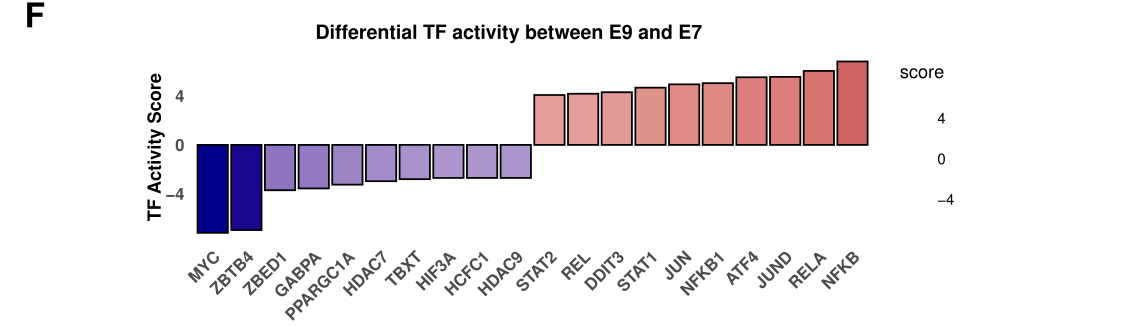 F
Differential TF activity between E9 and E7
TF Activity Score
4
0
−4
MYC
ZBTB4
ZBED1
GABPA
PPARGC1A
HDAC7
TBXT
HIF3A
HCFC1
HDAC9
STAT2
REL
DDIT3
STAT1
JUN
NFKB1
ATF4
JUND
RELA
NFKB
score
4
0
−4